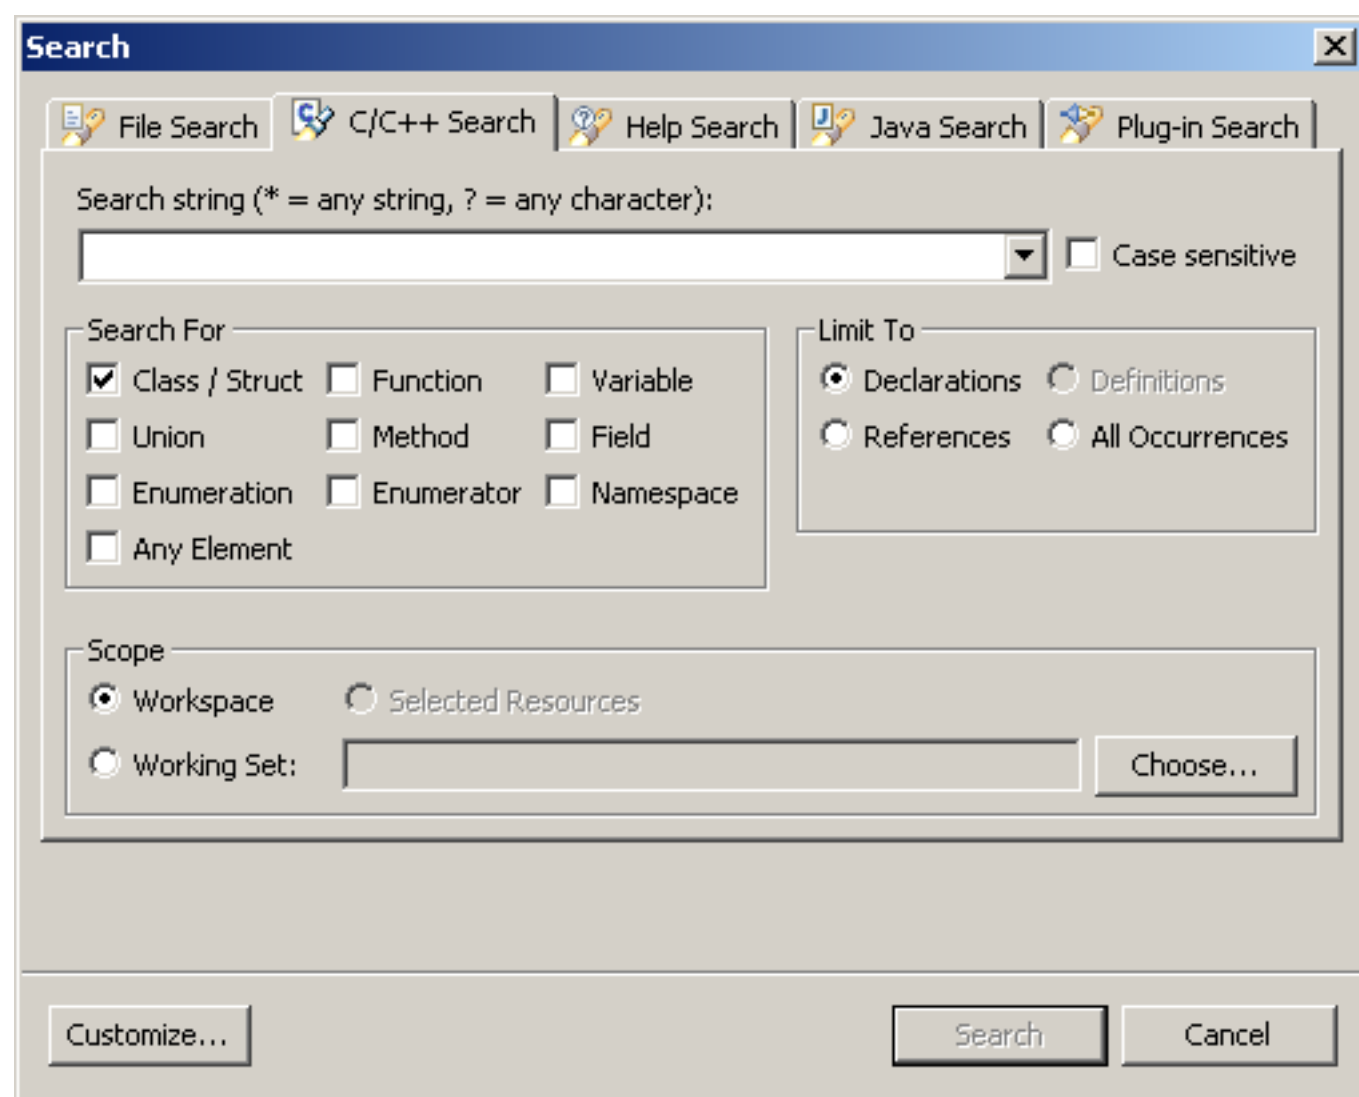 Search
File Search C/C++ Search Help Search Java Search Plug-in Search
Search string (* = any string, ? = any character):
Case sensitive
Search For
Class / Struct Function Variable
Union Method Field
Enumeration Enumerator Namespace
Any Element
Limit To
Declarations Definitions
References All Occurrences
Scope
Workspace Selected Resources
Working Set: Choose...
Customize... Search Cancel